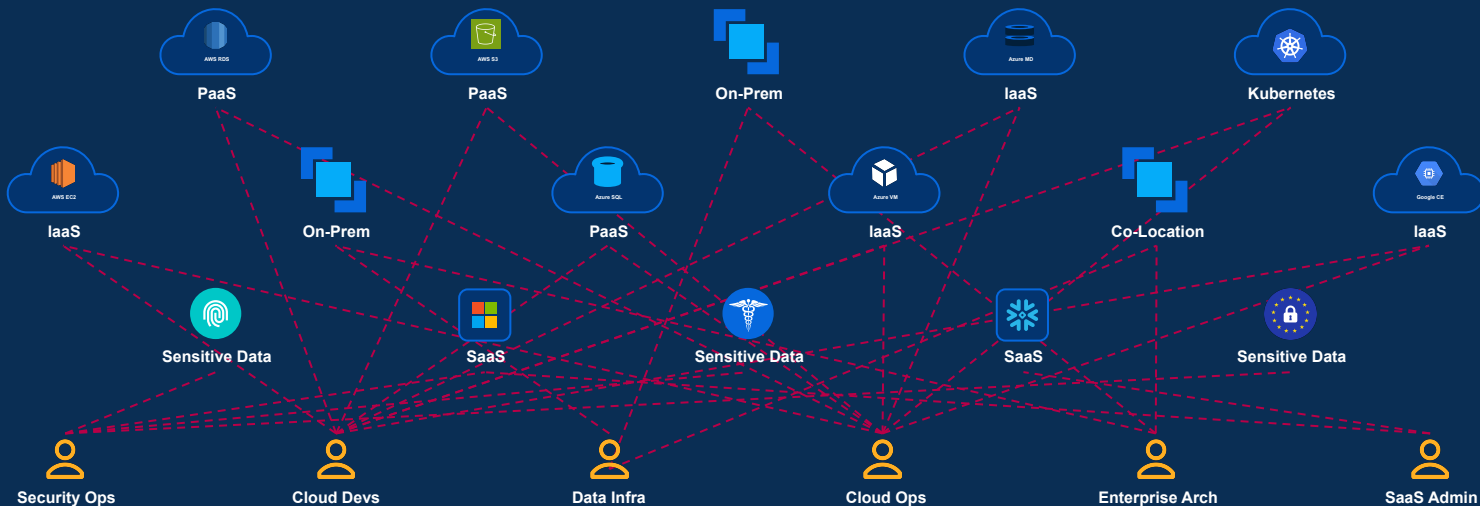 AWS RDS
PaaS
AWS S3
PaaS
On-Prem
Azure MD
IaaS
Kubernetes
AWS EC2
IaaS
On-Prem
Azure SQL
PaaS
Azure VM
IaaS
Co-Location
Google CE
IaaS
Sensitive Data
SaaS
Sensitive Data
SaaS
Sensitive Data
Security Ops
Cloud Devs
Data Infra
Cloud Ops
Enterprise Arch
SaaS Admin